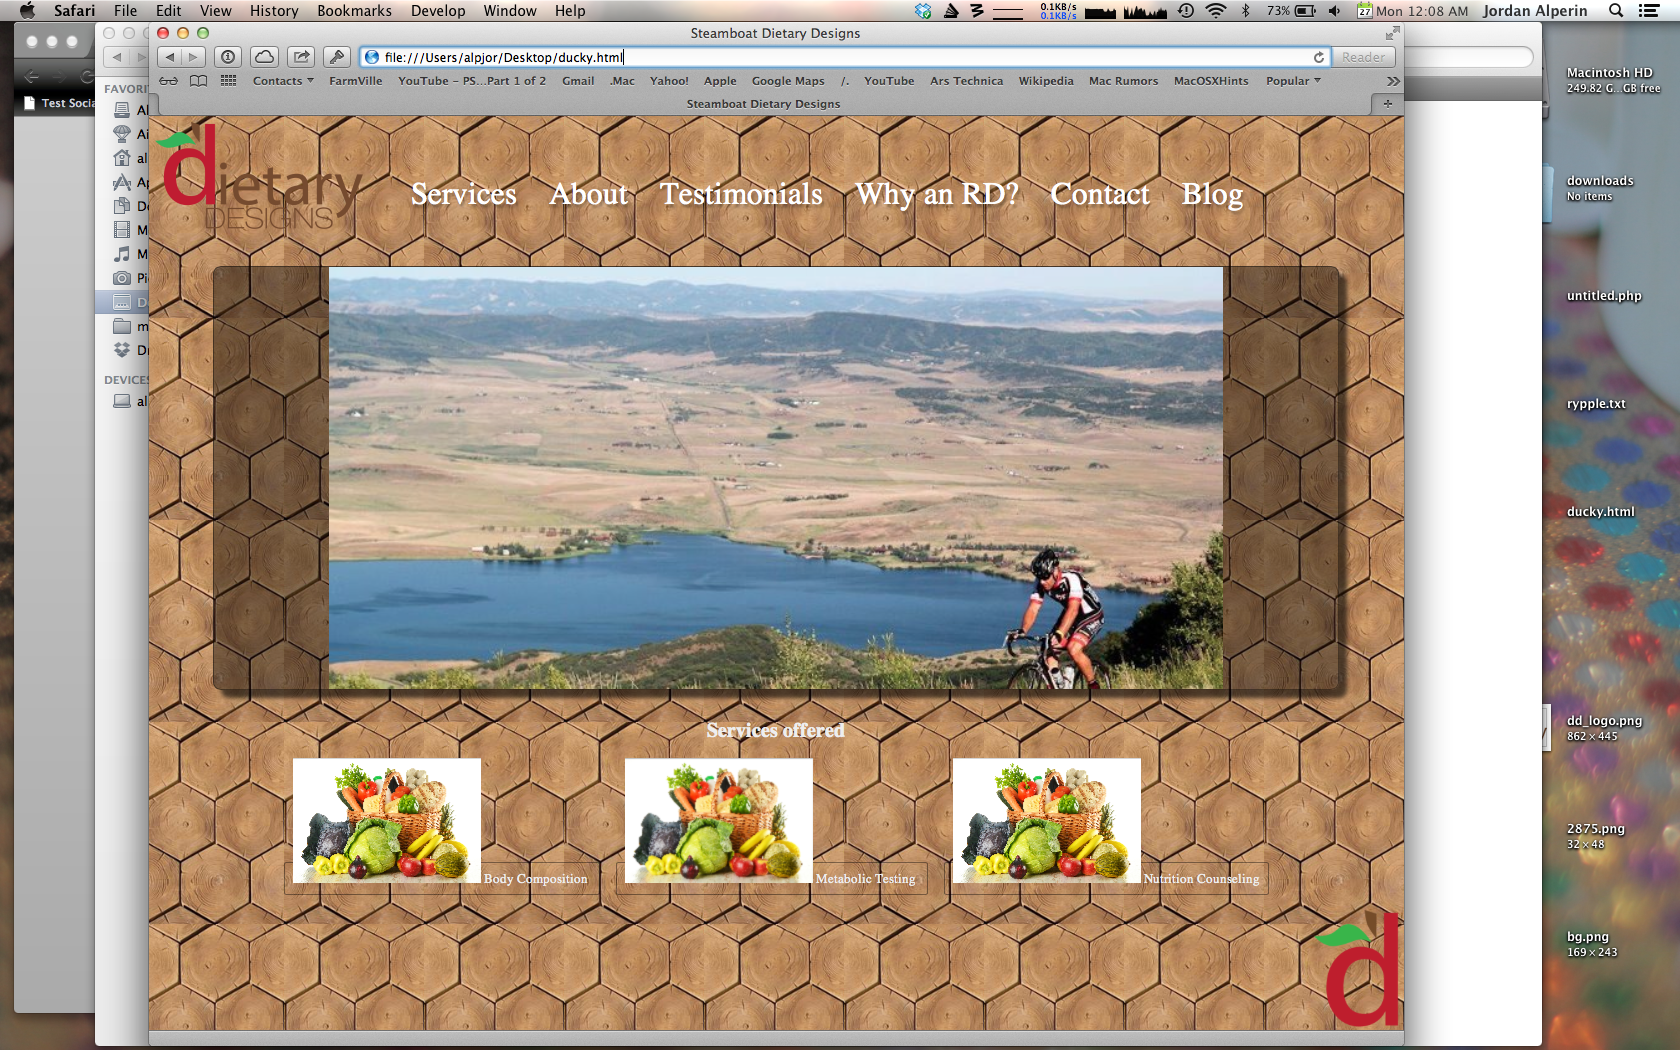 Safari File Edit View History Bookmarks Develop Window Help
0.1KB/s
0.1KB/s
73%
27
Mon 12:08 AM Jordan Alperin
Steamboat Dietary Designs
file:///Users/alpjor/Desktop/ducky.html
Reader
Contacts FarmVille YouTube – PS...Part 1 of 2 Gmail .Mac Yahoo! Apple Google Maps /. YouTube Ars Technica Wikipedia Mac Rumors MacOSXHints Popular
Steamboat Dietary Designs
Test Socia
FAVORI
Al
Ai
al
Ap
Do
M
M
Pi
De
m
Dr
DEVICES
al
dietary
DESIGNS
Services About Testimonials Why an RD? Contact Blog
Services offered
Body Composition Metabolic Testing Nutrition Counseling
d
Macintosh HD
249.82 G...GB free
downloads
No items
untitled.php
rypple.txt
ducky.html
dd_logo.png
862 × 445
2875.png
32 × 48
bg.png
169 × 243